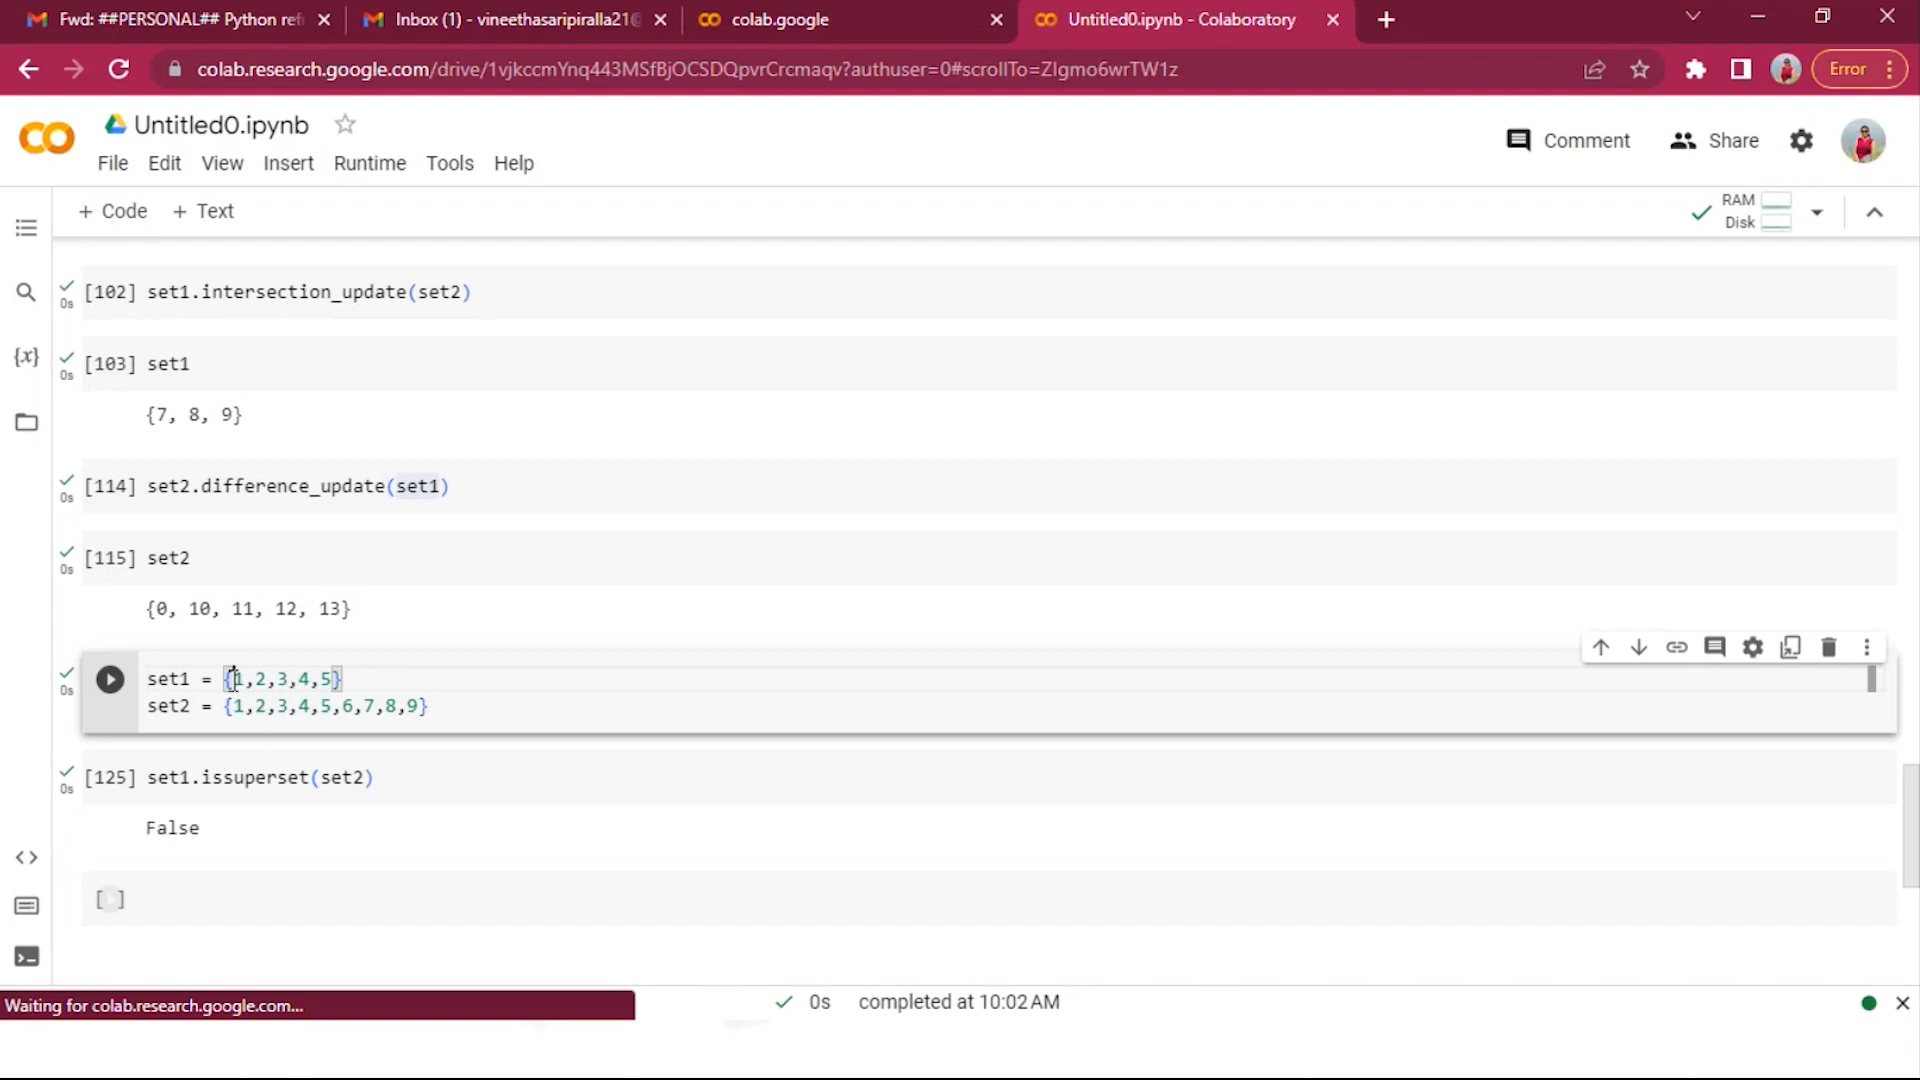 Fwd: ##PERSONAL## Python ref
Inbox (1) - vineethasaripiralla21@
colab.google
Untitled0.ipynb - Colaboratory
colab.research.google.com/drive/1vjkccmYnq443MSfBjOCSDQpvrCrcmaqv?authuser=0#scrollTo=ZIgmo6wrTW1z
Error
CO
Untitled0.ipynb
Comment
Share
File Edit View Insert Runtime Tools Help
+ Code + Text
RAM
Disk
0s [102] set1.intersection_update(set2)
0s [103] set1
{7, 8, 9}
0s [114] set2.difference_update(set1)
0s [115] set2
{0, 10, 11, 12, 13}
0s set1 = {1,2,3,4,5}
set2 = {1,2,3,4,5,6,7,8,9}
0s [125] set1.issuperset(set2)
False
[ ]
{x}
Waiting for colab.research.google.com...
0s completed at 10:02 AM